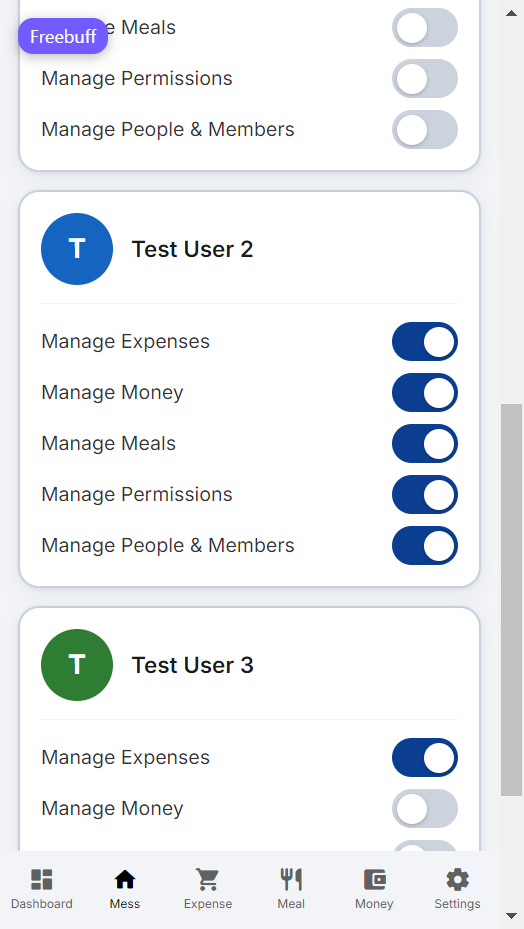 Meals
Freebuff
Manage Permissions
Manage People & Members
T
Test User 2
Manage Expenses
Manage Money
Manage Meals
Manage Permissions
Manage People & Members
T
Test User 3
Manage Expenses
Manage Money
Dashboard
Mess
Expense
Meal
Money
Settings